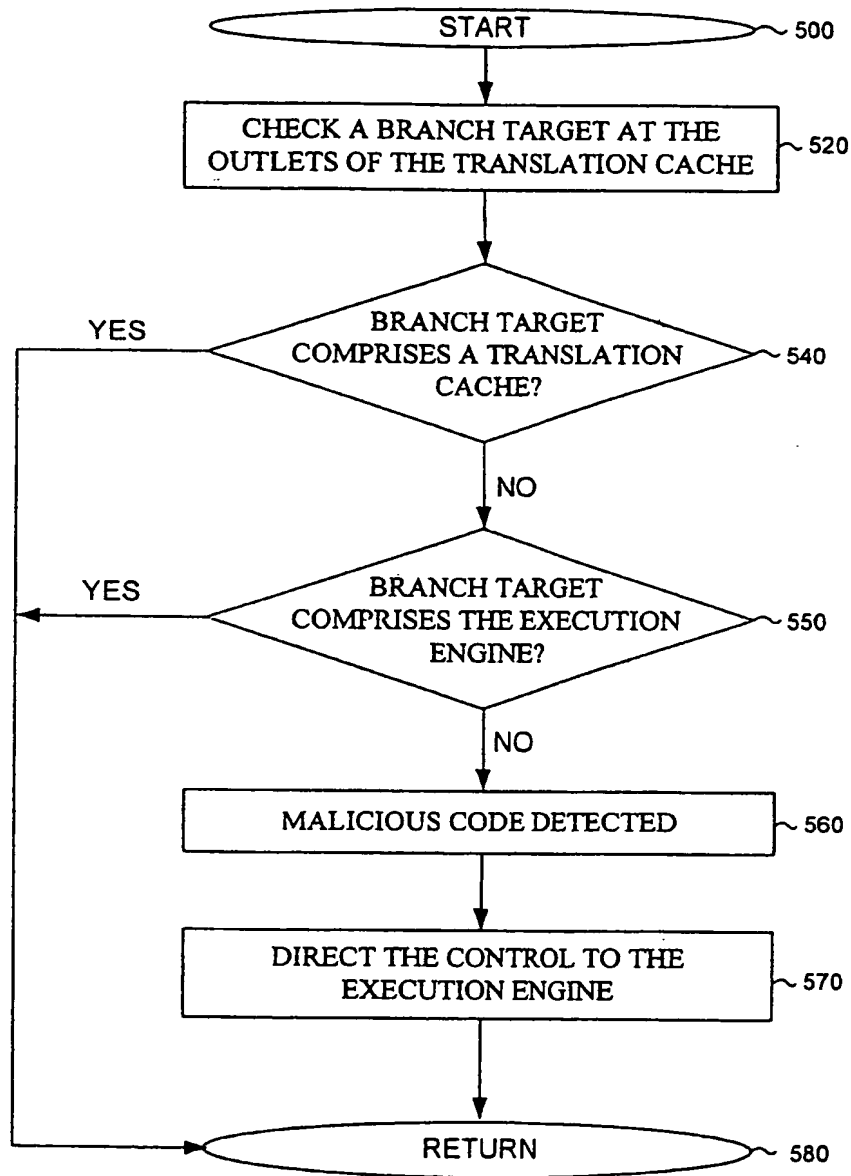 START
500
CHECK A BRANCH TARGET AT THE
OUTLETS OF THE TRANSLATION CACHE
520
YES
BRANCH TARGET
COMPRISES A TRANSLATION
CACHE?
540
NO
YES
BRANCH TARGET
COMPRISES THE EXECUTION
ENGINE?
550
NO
MALICIOUS CODE DETECTED
560
DIRECT THE CONTROL TO THE
EXECUTION ENGINE
570
RETURN
580